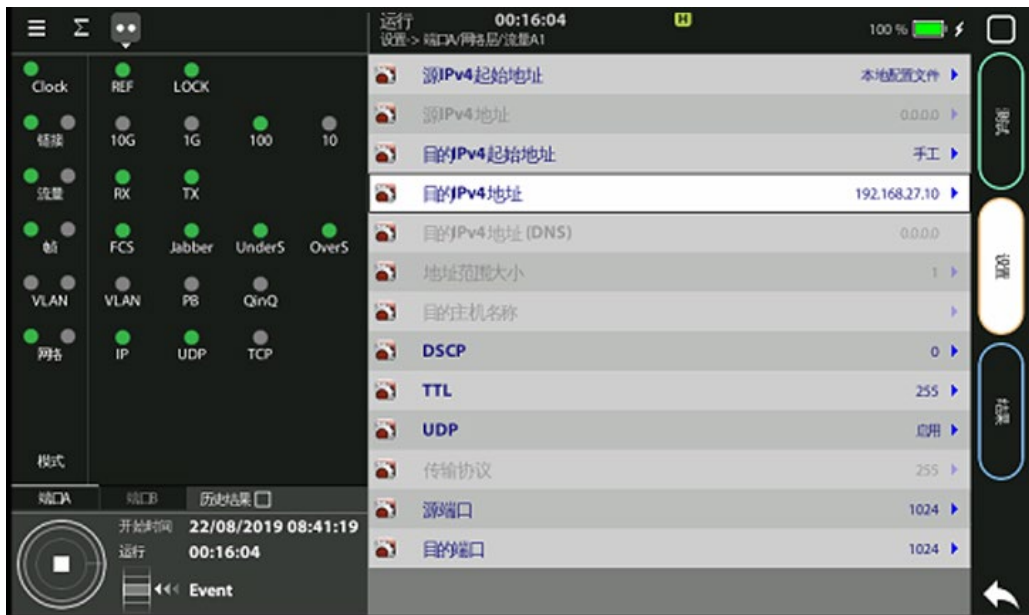 运行 00:16:04 H 100 %
设置-> 端口A/网络层/流量A1
Σ
Clock REF LOCK
链接 10G 1G 100 10
流量 RX TX
帧 FCS Jabber UnderS OverS
VLAN VLAN PB QinQ
网络 IP UDP TCP
模式
端口A 端口B 历史结果
开始时间 22/08/2019 08:41:19
运行 00:16:04
Event
源IPv4起始地址 本地配置文件
源IPv4地址 0.0.0.0
目的IPv4起始地址 手工
目的IPv4地址 192.168.27.10
目的IPv4地址 (DNS) 0.0.0.0
地址范围大小 1
目的主机名称
DSCP 0
TTL 255
UDP 启用
传输协议 255
源端口 1024
目的端口 1024
测试
设置
结果